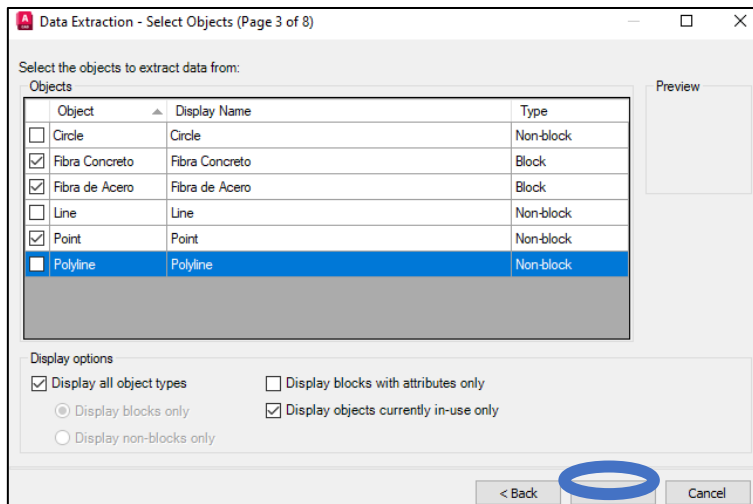 Data Extraction - Select Objects (Page 3 of 8)
Select the objects to extract data from:
Objects
Preview
Object Display Name Type
Circle Circle Non-block
Fibra Concreto Fibra Concreto Block
Fibra de Acero Fibra de Acero Block
Line Line Non-block
Point Point Non-block
Polyline Polyline Non-block
Display options
Display all object types
Display blocks with attributes only
Display blocks only
Display objects currently in-use only
Display non-blocks only
< Back
Cancel